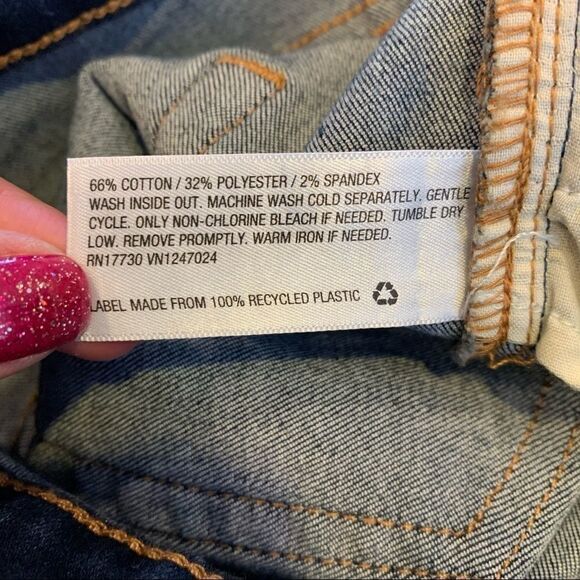 66% COTTON / 32% POLYESTER / 2% SPANDEX
WASH INSIDE OUT. MACHINE WASH COLD SEPARATELY. GENTLE
CYCLE. ONLY NON-CHLORINE BLEACH IF NEEDED. TUMBLE DRY
LOW. REMOVE PROMPTLY. WARM IRON IF NEEDED.
RN17730 VN1247024
LABEL MADE FROM 100% RECYCLED PLASTIC